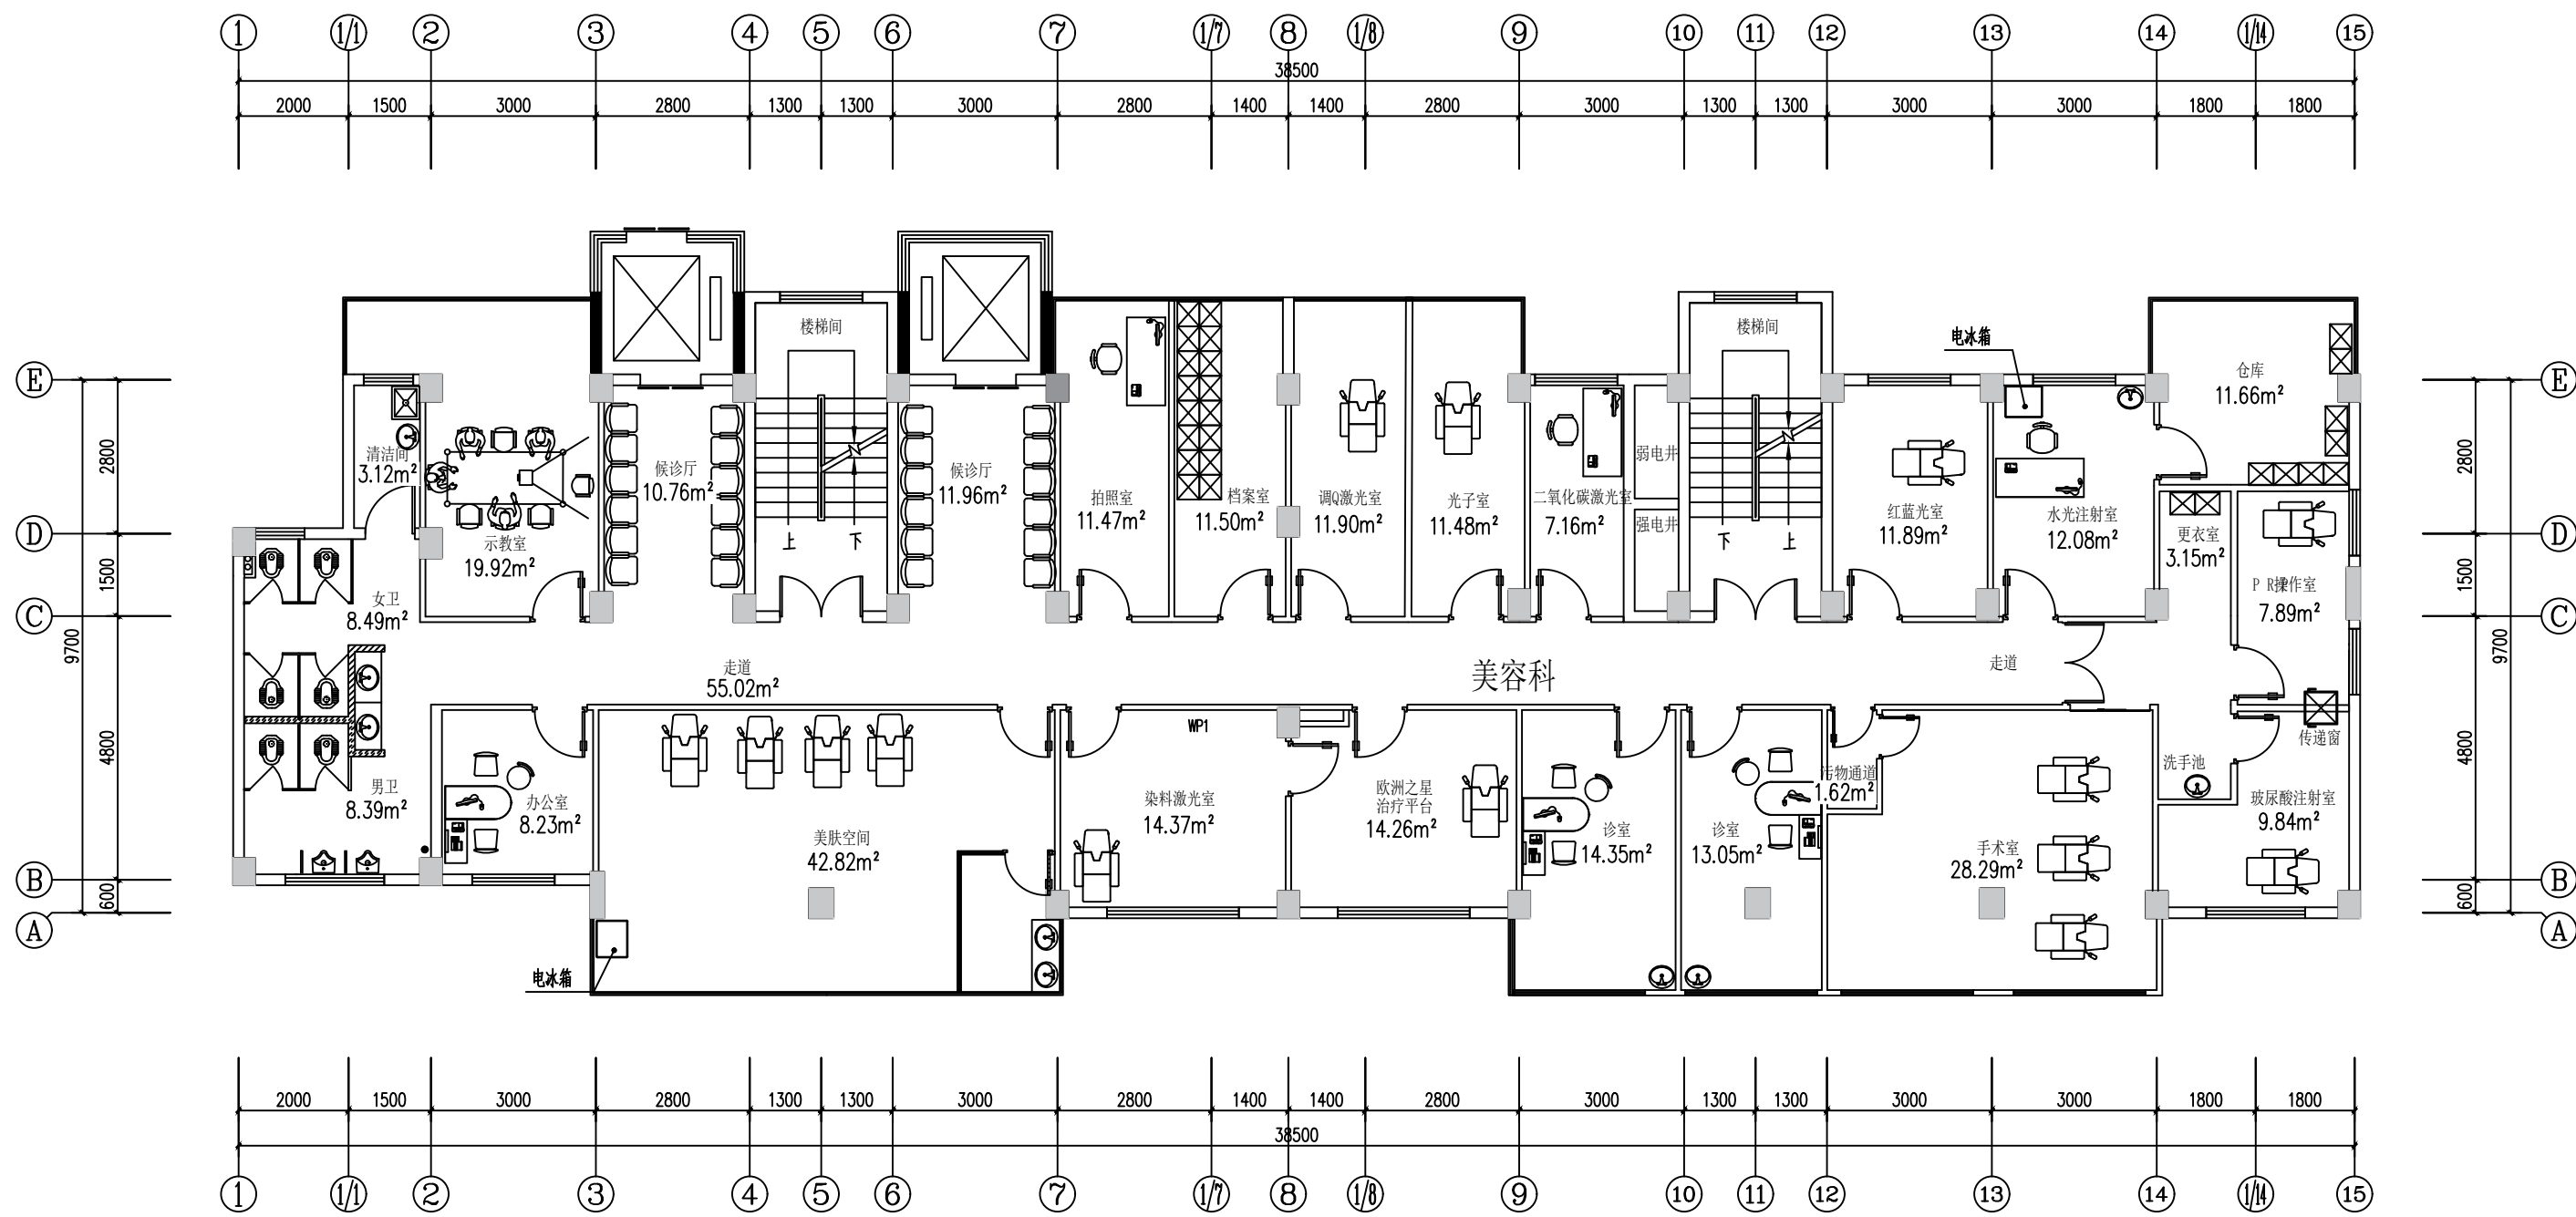 1 1/1 2 3 4 5 6 7 1/7 8 1/8 9 10 11 12 13 14 1/14 15
38500
2000 1500 3000 2800 1300 1300 3000 2800 1400 1400 2800 3000 1300 1300 3000 3000 1800 1800
E
D
C
B
A
2800
1500
4800
600
9700
E
D
C
B
A
2800
1500
4800
600
9700
楼梯间
楼梯间
电冰箱
仓库
11.66m²
清洁间
3.12m²
候诊厅
10.76m²
候诊厅
11.96m²
拍照室
11.47m²
档案室
11.50m²
调Q激光室
11.90m²
光子室
11.48m²
二氧化碳激光室
7.16m²
弱电井
强电井
红蓝光室
11.89m²
水光注射室
12.08m²
更衣室
3.15m²
示教室
19.92m²
上 下
下 上
P R操作室
7.89m²
女卫
8.49m²
走道
55.02m²
美容科
走道
WP1
传递窗
洗手池
男卫
8.39m²
办公室
8.23m²
美肤空间
42.82m²
染料激光室
14.37m²
欧洲之星
治疗平台
14.26m²
诊室
14.35m²
诊室
13.05m²
污物通道
1.62m²
手术室
28.29m²
玻尿酸注射室
9.84m²
电冰箱
2000 1500 3000 2800 1300 1300 3000 2800 1400 1400 2800 3000 1300 1300 3000 3000 1800 1800
38500
1 1/1 2 3 4 5 6 7 1/7 8 1/8 9 10 11 12 13 14 1/14 15